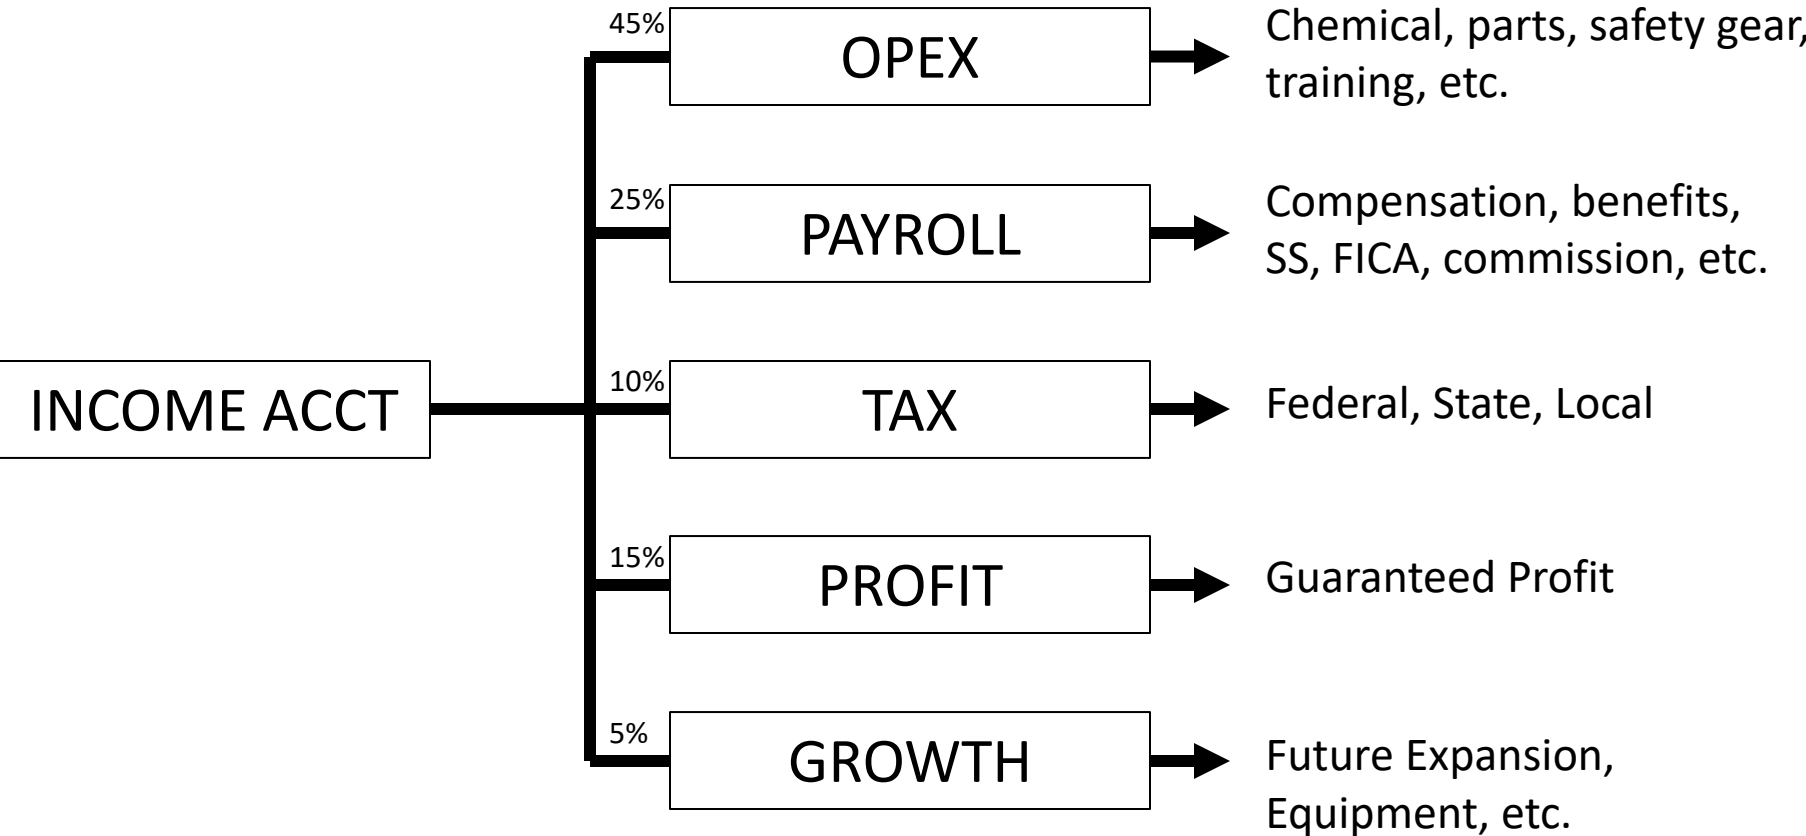 INCOME ACCT
45%
OPEX
Chemical, parts, safety gear,
training, etc.
25%
PAYROLL
Compensation, benefits,
SS, FICA, commission, etc.
10%
TAX
Federal, State, Local
15%
PROFIT
Guaranteed Profit
5%
GROWTH
Future Expansion,
Equipment, etc.